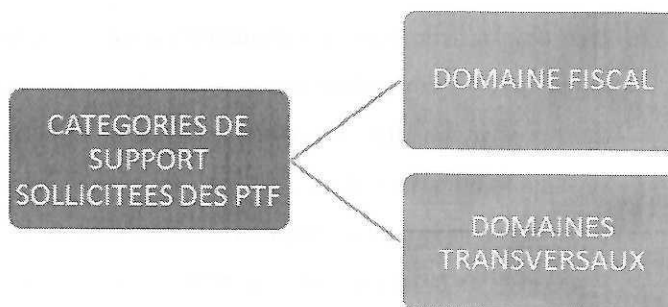 CATEGORIES DE
SUPPORT
SOLLICITEES DES PTF
DOMAINE FISCAL
DOMAINES
TRANSVERSAUX